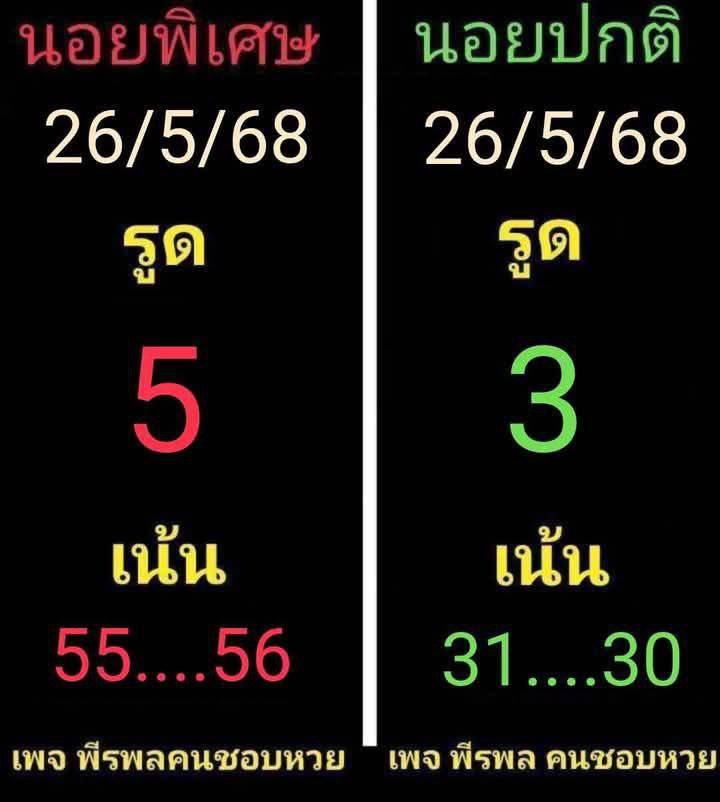 นอยพิเศษ
26/5/68
รูด
5
เน้น
55....56
เพจ พีรพลคนชอบหวย
นอยปกติ
26/5/68
รูด
3
เน้น
31....30
เพจ พีรพล คนชอบหวย